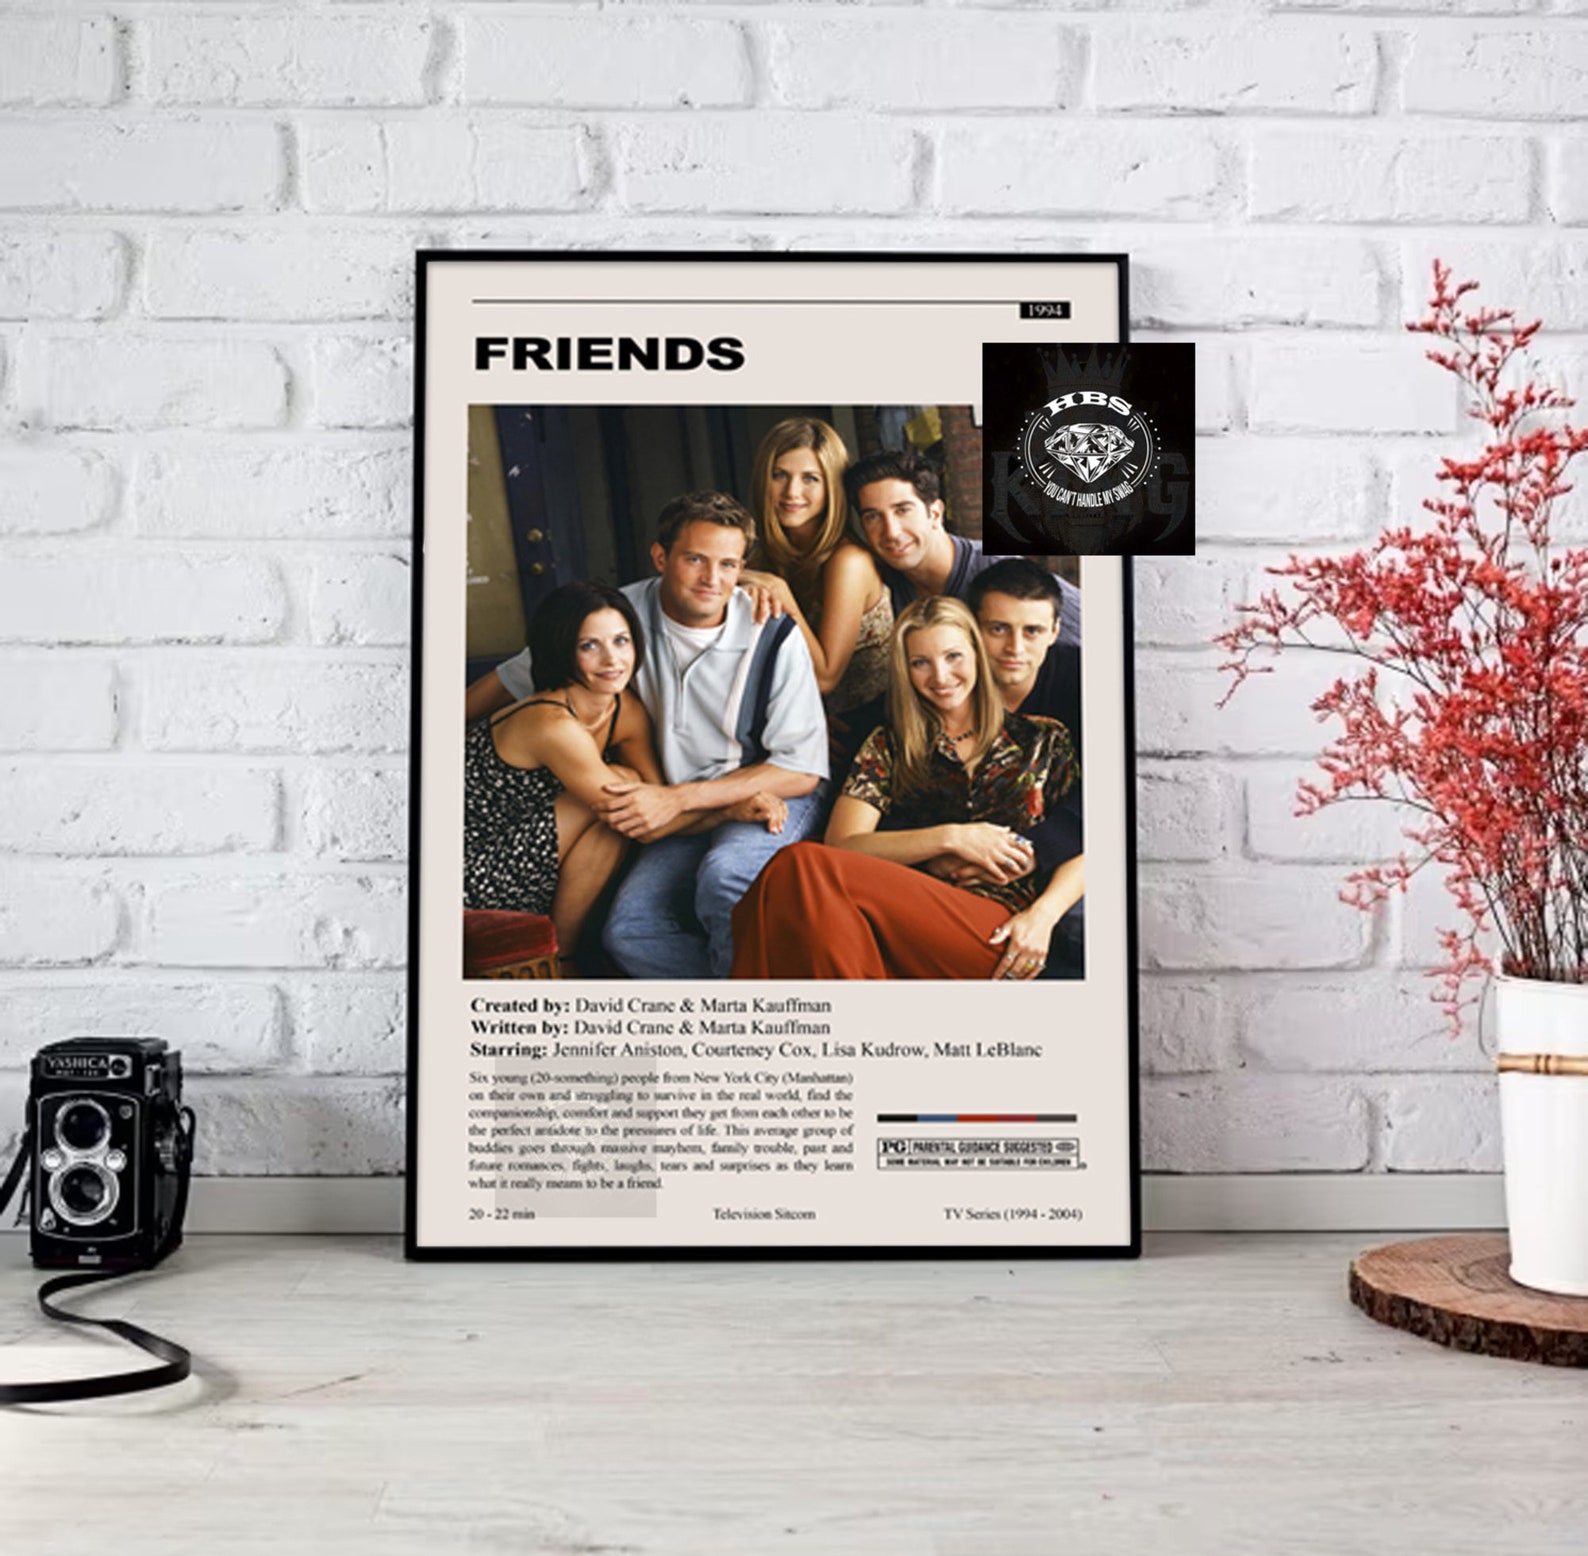 1994
FRIENDS
HBS
YOU CAN'T HANDLE MY SWAG
KING
Created by: David Crane & Marta Kauffman
Written by: David Crane & Marta Kauffman
Starring: Jennifer Aniston, Courteney Cox, Lisa Kudrow, Matt LeBlanc
Six young (20-something) people from New York City (Manhattan)
on their own and struggling to survive in the real world, find the
companionship, comfort and support they get from each other to be
the perfect antidote to the pressures of life. This average group of
buddies goes through massive mayhem, family trouble, past and
future romances, fights, laughs, tears and surprises as they learn
what it really means to be a friend.
PG PARENTAL GUIDANCE SUGGESTED
SOME MATERIAL MAY NOT BE SUITABLE FOR CHILDREN
20 - 22 min
Television Sitcom
TV Series (1994 - 2004)
YASHICA
MAT-124